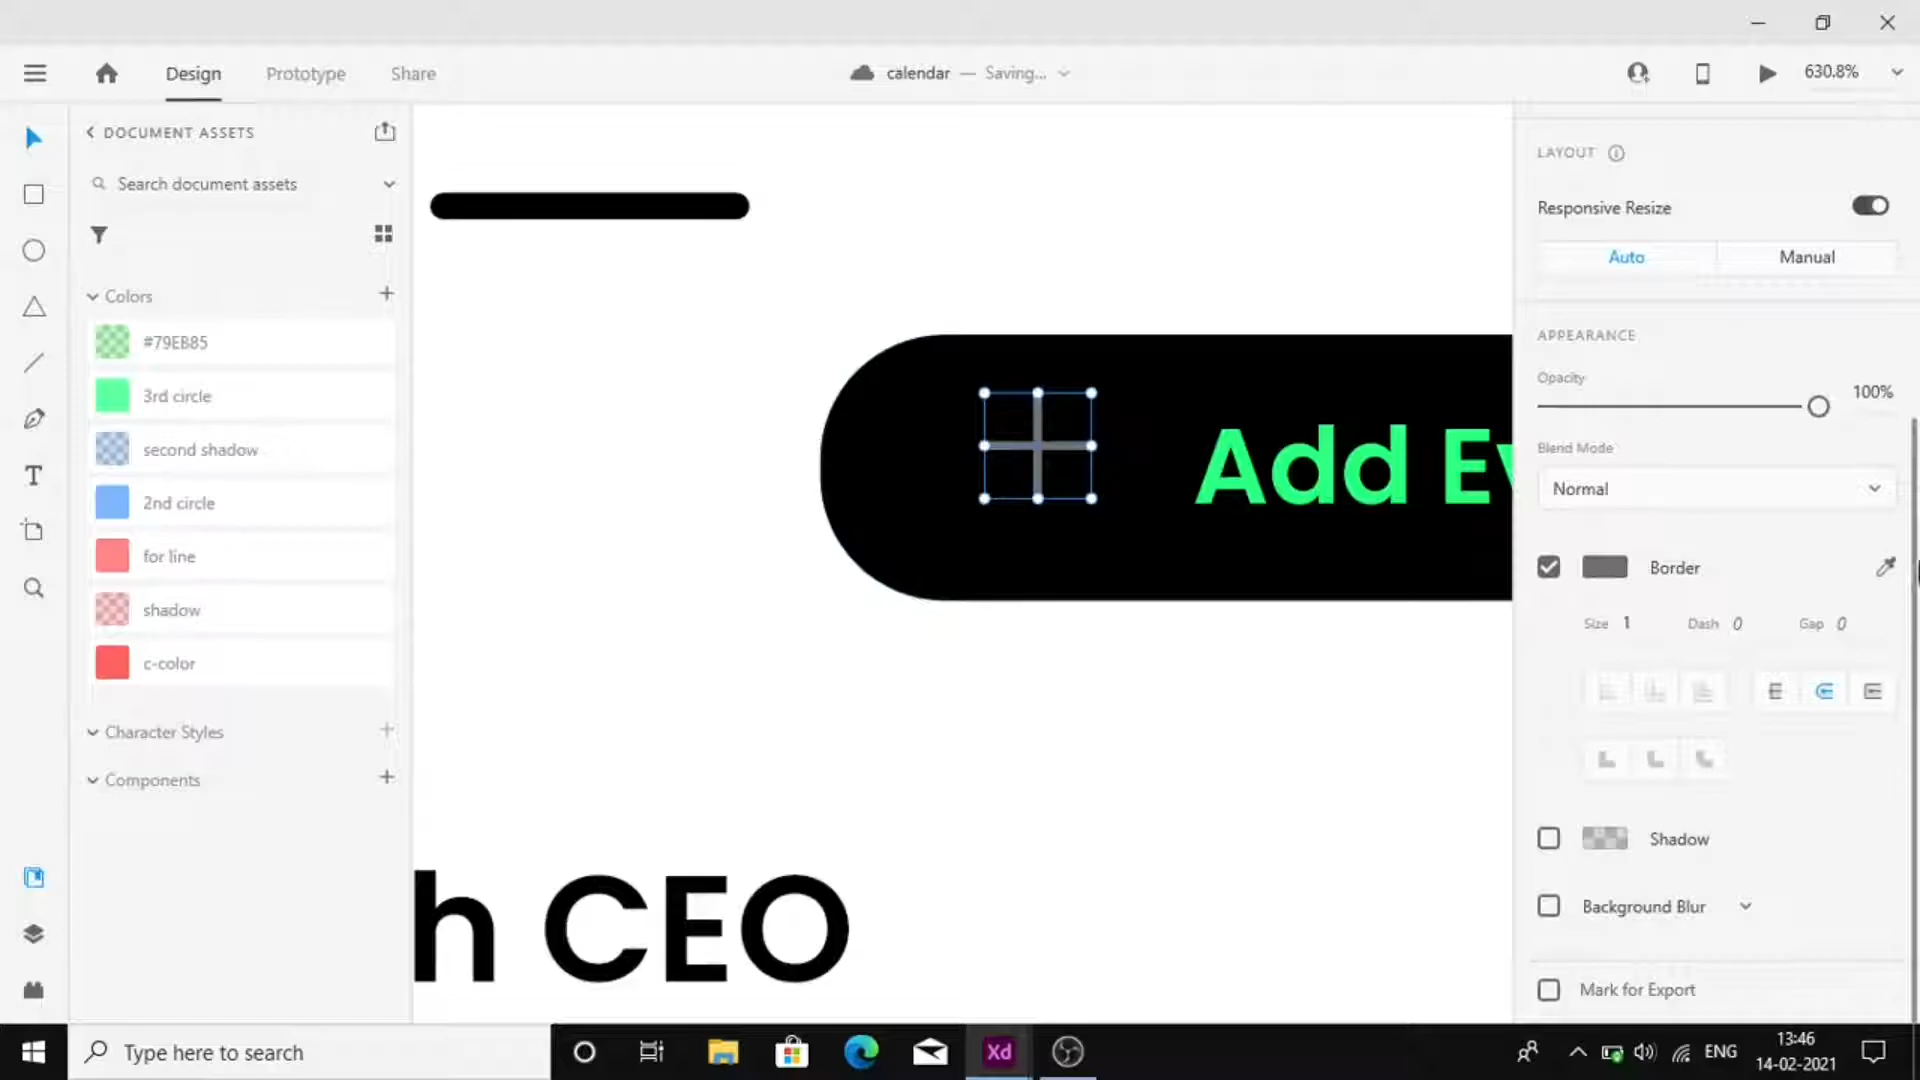 Design
Prototype
Share
calendar — Saving...
630.8%
DOCUMENT ASSETS
Search document assets
Colors
#79EB85
3rd circle
second shadow
2nd circle
for line
shadow
c-color
Character Styles
Components
Add E
h CEO
LAYOUT
Responsive Resize
Auto
Manual
APPEARANCE
Opacity
100%
Blend Mode
Normal
Border
Size 1 Dash 0 Gap 0
Shadow
Background Blur
Mark for Export
Type here to search
Xd
ENG
13:46
14-02-2021